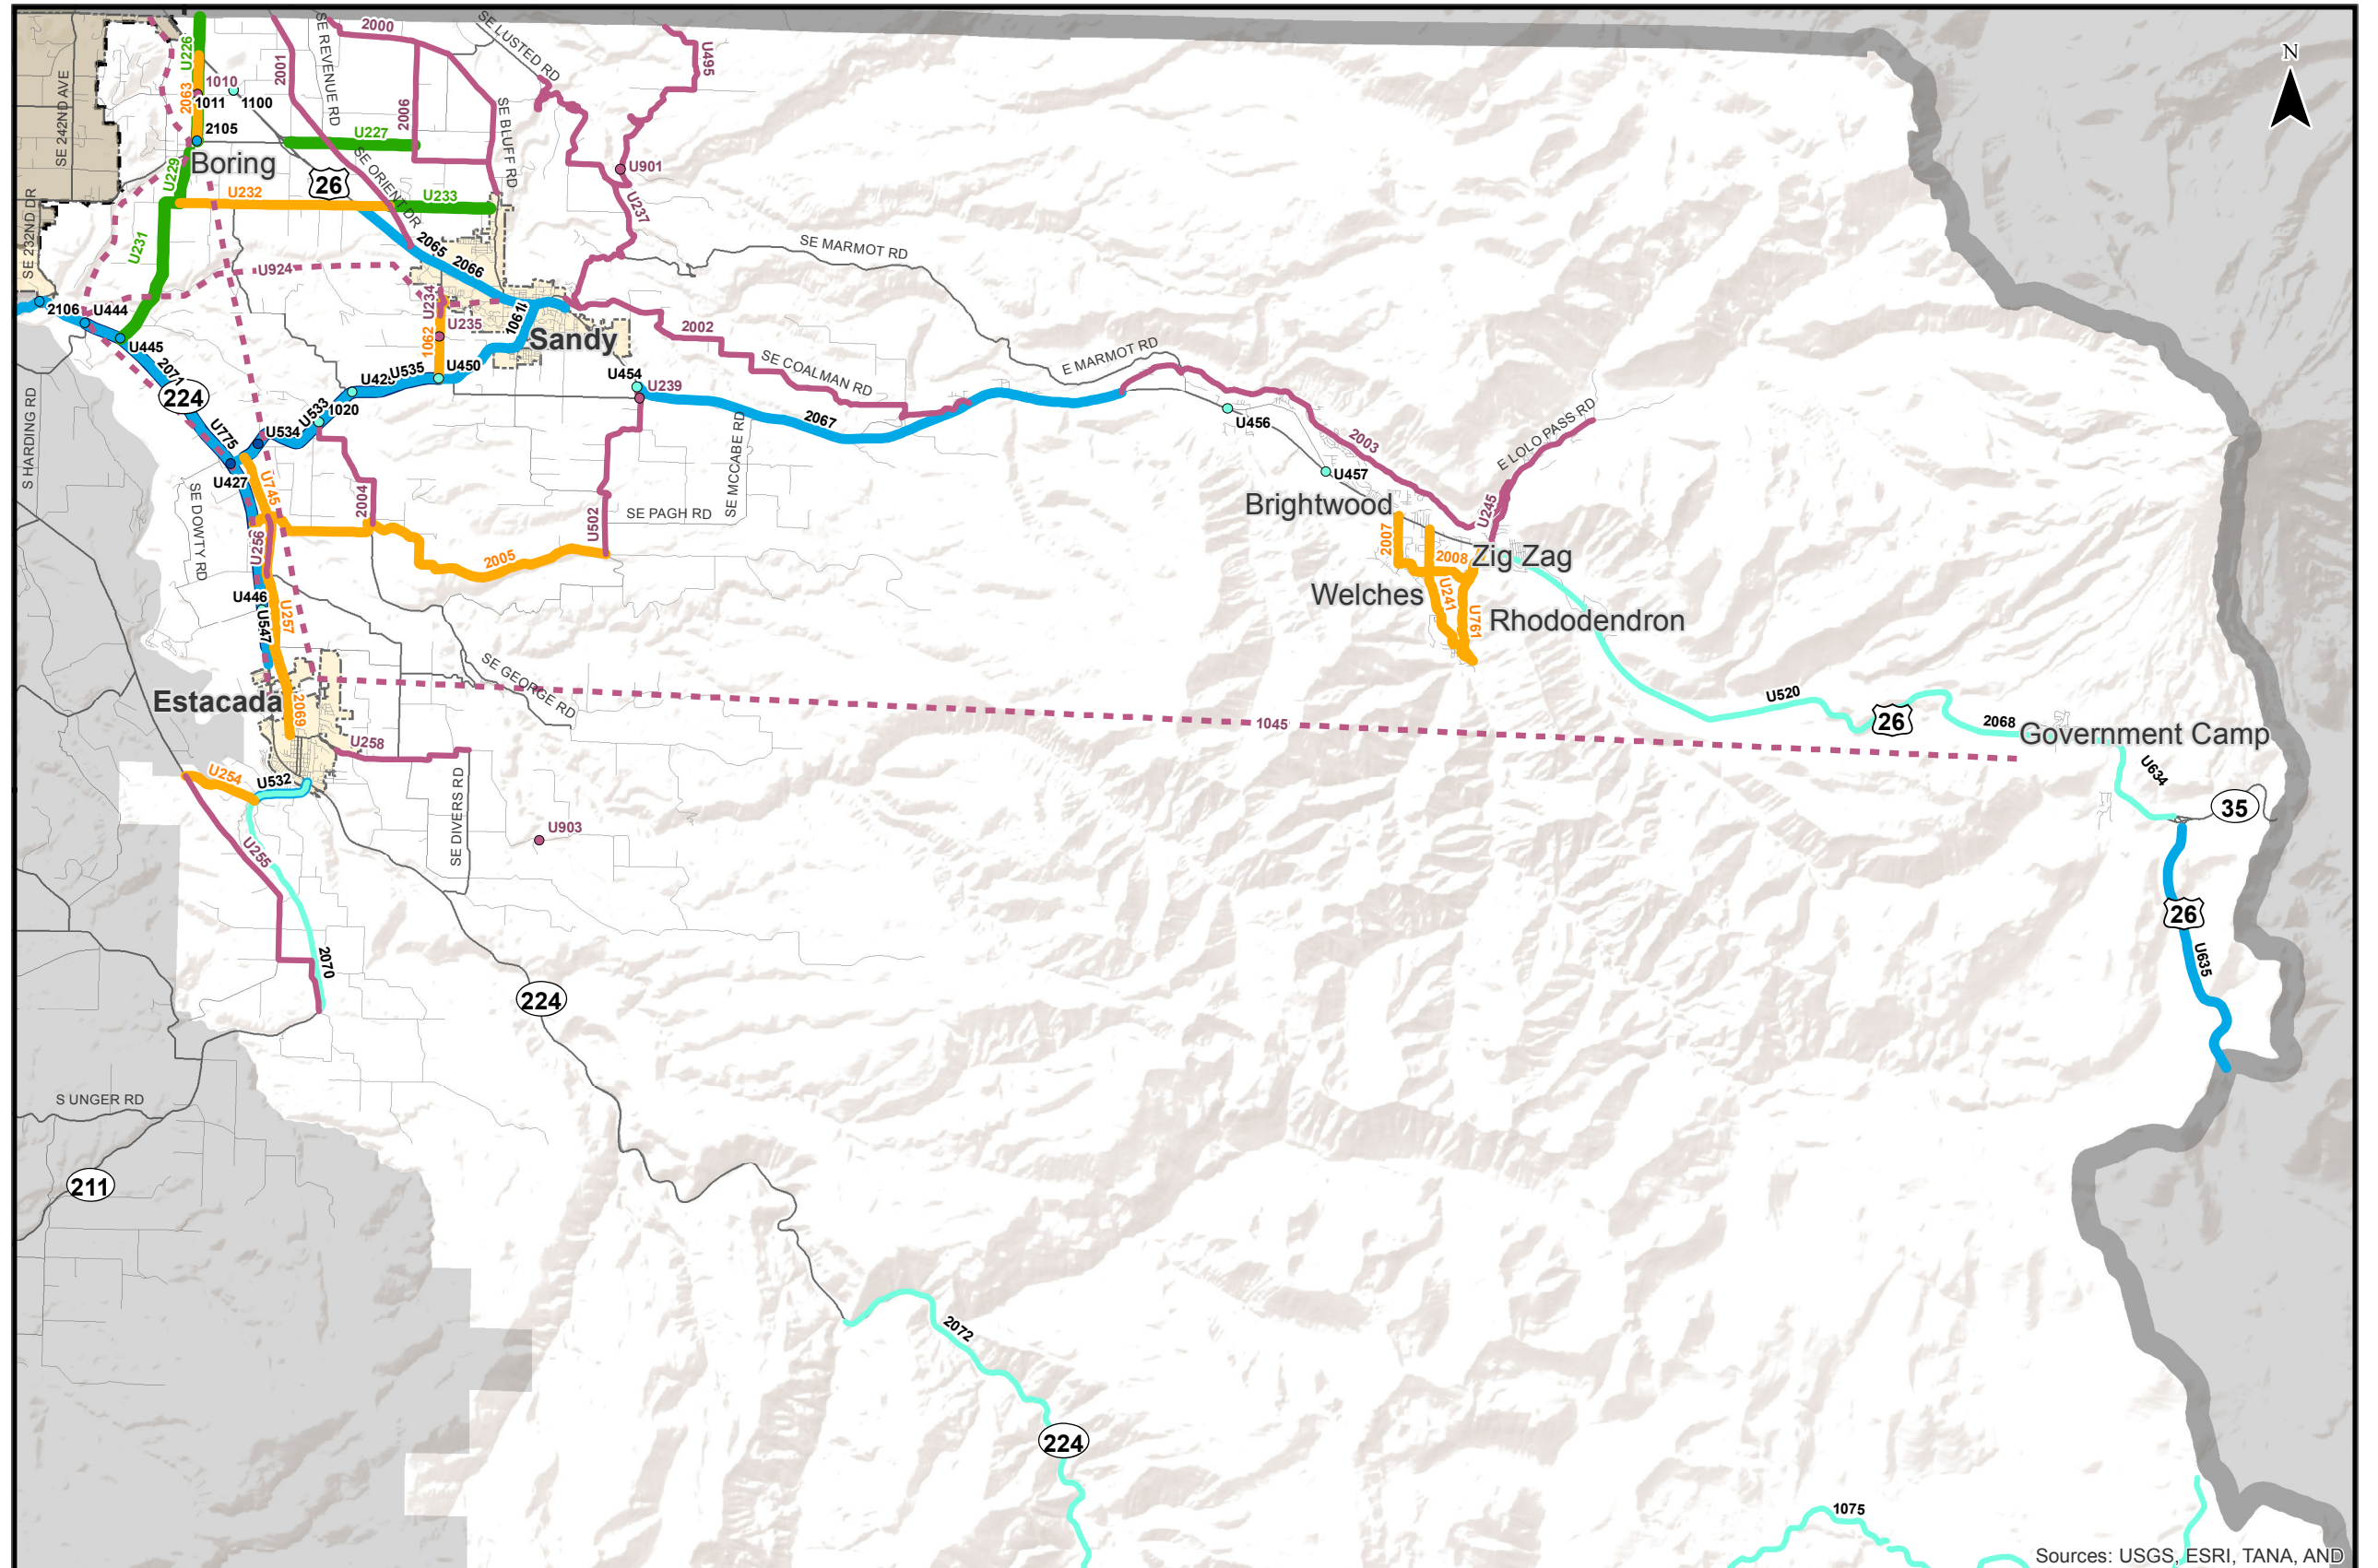 N
2000
SE LUSTED RD
SE REVENUE RD
U226
2001
U495
1010
2063
1011
1100
2006
SE BLUFF RD
SE 242ND AVE
2105
U227
Boring
SE ORIENT DR
U229
26
U901
U232
U233
U237
SE 232ND DR
U231
2065
2066
SE MARMOT RD
U924
U234
2106
U444
U235
1061
Sandy
2002
U445
1062
E MARMOT RD
SE COALMAN RD
2071
U535
U450
U454
U239
224
U533
1020
2067
U456
S HARDING RD
U775
U534
2003
E LOLO PASS RD
U427
U745
SE MCCABE RD
U457
SE DOWTY RD
2004
U502
SE PAGH RD
Brightwood
U245
U256
2005
2007
2008
Zig Zag
U446
U257
U547
Welches
U241
U761
Rhododendron
SE GEORGE RD
Estacada
2069
U520
26
2068
Government Camp
1045
U258
U254
U532
U634
SE DIVERS RD
35
U903
U255
26
2070
U635
224
S UNGER RD
211
2072
224
1075
Sources: USGS, ESRI, TANA, AND